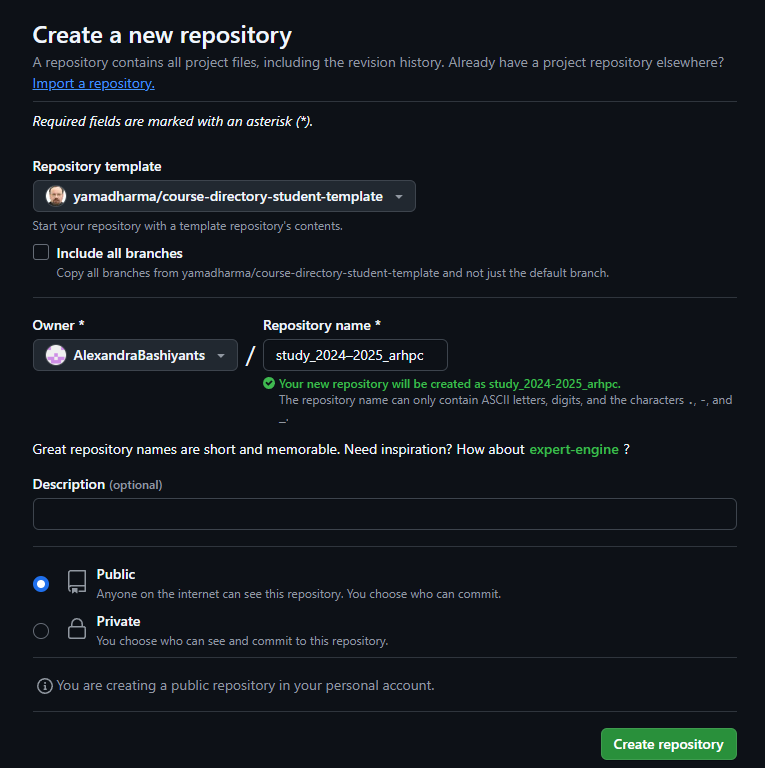 Create a new repository
A repository contains all project files, including the revision history. Already have a project repository elsewhere?
Import a repository.
Required fields are marked with an asterisk (*).
Repository template
yamadharma/course-directory-student-template
Start your repository with a template repository's contents.
Include all branches
Copy all branches from yamadharma/course-directory-student-template and not just the default branch.
Owner *
Repository name *
AlexandraBashiyants
/
study_2024–2025_arhpc
Your new repository will be created as study_2024-2025_arhpc.
The repository name can only contain ASCII letters, digits, and the characters ., -, and
_.
Great repository names are short and memorable. Need inspiration? How about expert-engine ?
Description (optional)
Public
Anyone on the internet can see this repository. You choose who can commit.
Private
You choose who can see and commit to this repository.
You are creating a public repository in your personal account.
Create repository